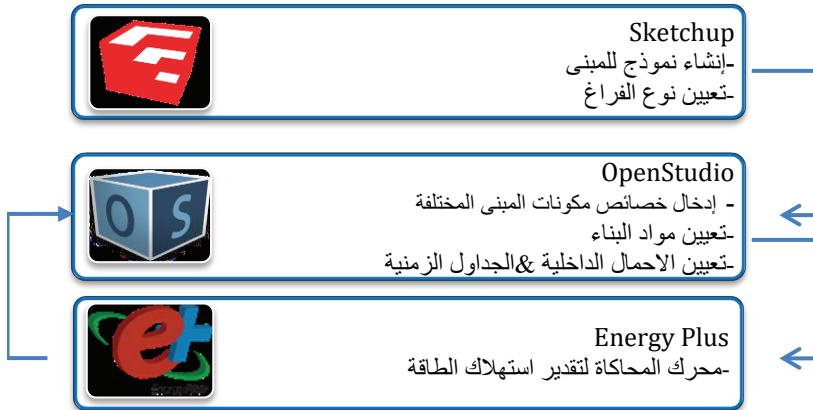 Sketchup
-إنشاء نموذج للمبنى
-تعيين نوع الفراغ
OpenStudio
- إدخال خصائص مكونات المبنى المختلفة
-تعيين مواد البناء
-تعيين الاحمال الداخلية &الجداول الزمنية
O S
Energy Plus
-محرك المحاكاة لتقدير استهلاك الطاقة
e+